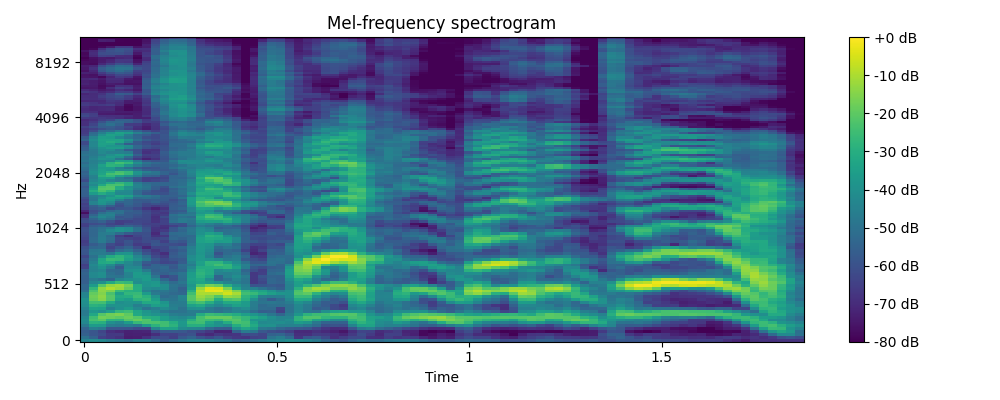 Mel-frequency spectrogram
Hz
8192
4096
2048
1024
512
0
0
0.5
1
1.5
Time
+0 dB
-10 dB
-20 dB
-30 dB
-40 dB
-50 dB
-60 dB
-70 dB
-80 dB